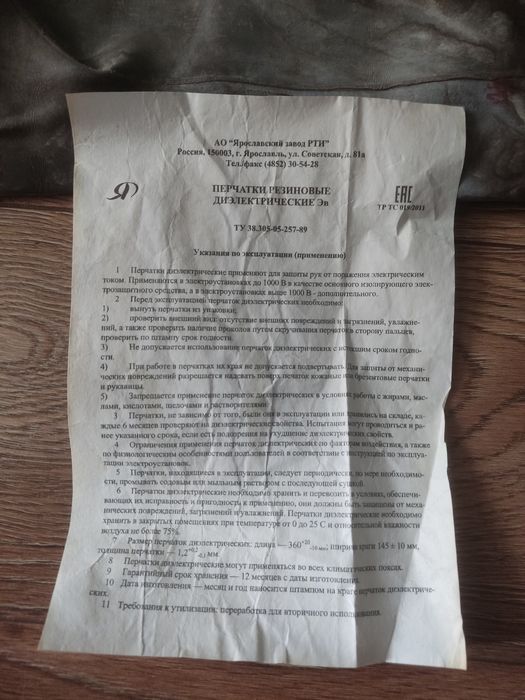 АО "Ярославский завод РТИ"
Россия, 150003, г. Ярославль, ул. Советская, д. 81а
Тел./факс (4852) 30-54-28
ПЕРЧАТКИ РЕЗИНОВЫЕ
ДИЭЛЕКТРИЧЕСКИЕ Эв
ЕАС
ТР ТС 019/2011
ТУ 38.305-05-257-89
Указания по эксплуатации (применению)
1 Перчатки диэлектрические применяют для защиты рук от поражения электрическим
током. Применяются в электроустановках до 1000 В в качестве основного изолирующего элек-
трозащитного средства, а в электроустановках выше 1000 В - дополнительного.
2 Перед эксплуатацией перчаток диэлектрических необходимо:
1) вынуть перчатки из упаковки;
2) проверить внешний вид: отсутствие внешних повреждений и загрязнений, увлажне-
ний, а также проверить наличие проколов путем скручивания перчаток в сторону пальцев,
проверить по штампу срок годности.
3) Не допускается использование перчаток диэлектрических с истекшим сроком годно-
сти.
4) При работе в перчатках их края не допускается подвертывать. Для защиты от механи-
ческих повреждений разрешается надевать поверх перчаток кожаные или брезентовые перчатки
и рукавицы.
5) Запрещается применение перчаток диэлектрических в условиях работы с жирами, мас-
лами, кислотами, щелочами и растворителями.
3 Перчатки, не зависимо от того, были они в эксплуатации или хранились на складе, ка-
ждые 6 месяцев проверяют на диэлектрические свойства. Испытания могут проводиться и ра-
нее указанного срока, если есть подозрения на ухудшение диэлектрических свойств.
4 Ограничения применения перчаток диэлектрических по факторам воздействия, а также
по физиологическим особенностям пользователей в соответствии с инструкцией по эксплуа-
тации электроустановок.
5 Перчатки, находящиеся в эксплуатации, следует периодически, по мере необходимо-
сти, промывать содовым или мыльным раствором с последующей сушкой.
6 Перчатки диэлектрические необходимо хранить и перевозить в условиях, обеспечи-
вающих их исправность и пригодность к применению, они должны быть защищены от меха-
нических повреждений, загрязнений и увлажнений. Перчатки диэлектрические необходимо
хранить в закрытых помещениях при температуре от 0 до 25 С и относительной влажности
воздуха не более 75%.
7 Размер перчаток диэлектрических: длина — 360 +20 -10 мм, ширина краги 145 ± 10 мм,
толщина перчатки — 1,2 +0,2 -0,3 мм.
8 Перчатки диэлектрические могут применяться во всех климатических поясах.
9 Гарантийный срок хранения — 12 месяцев с даты изготовления.
10 Дата изготовления — месяц и год наносится штампом на краге перчаток диэлектриче-
ских.
11 Требования к утилизации: переработка для вторичного использования.